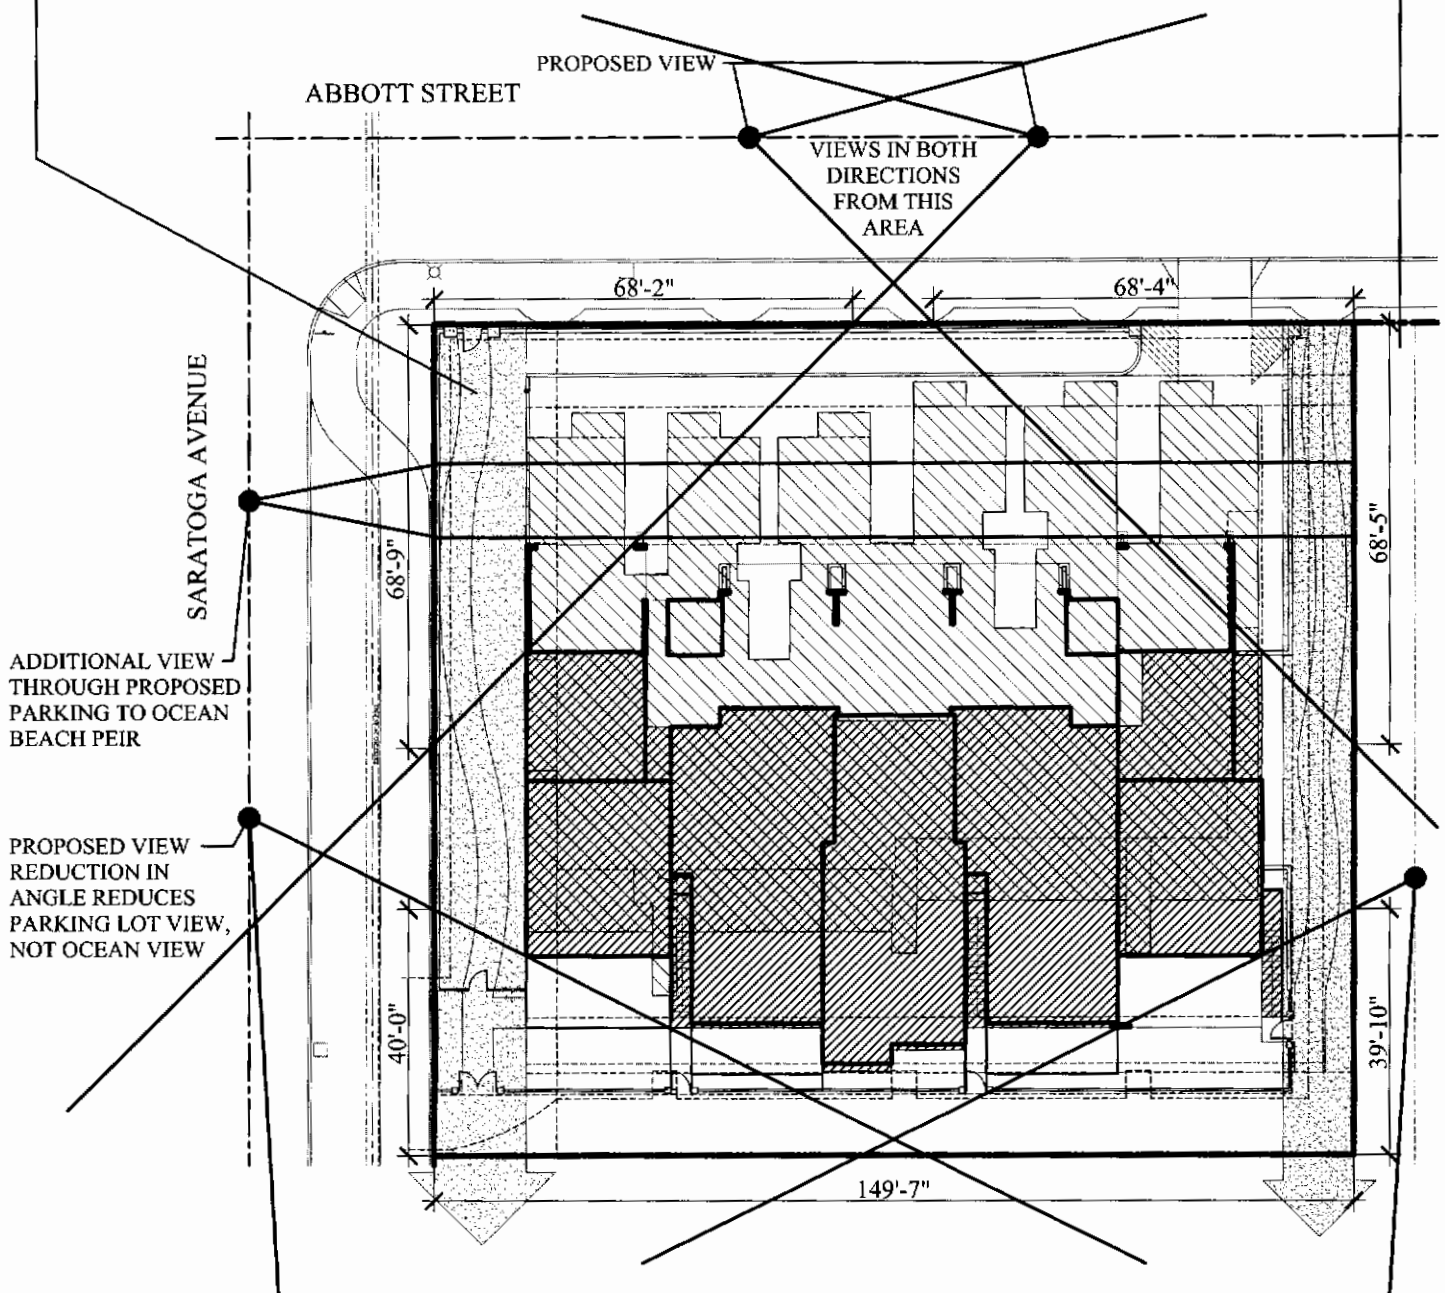 PROPOSED VIEW
ABBOTT STREET
VIEWS IN BOTH
DIRECTIONS
FROM THIS
AREA
68'-2"
68'-4"
SARATOGA AVENUE
68'-9"
68'-5"
ADDITIONAL VIEW
THROUGH PROPOSED
PARKING TO OCEAN
BEACH PEIR
PROPOSED VIEW
REDUCTION IN
ANGLE REDUCES
PARKING LOT VIEW,
NOT OCEAN VIEW
40'-0"
39'-10"
149'-7"